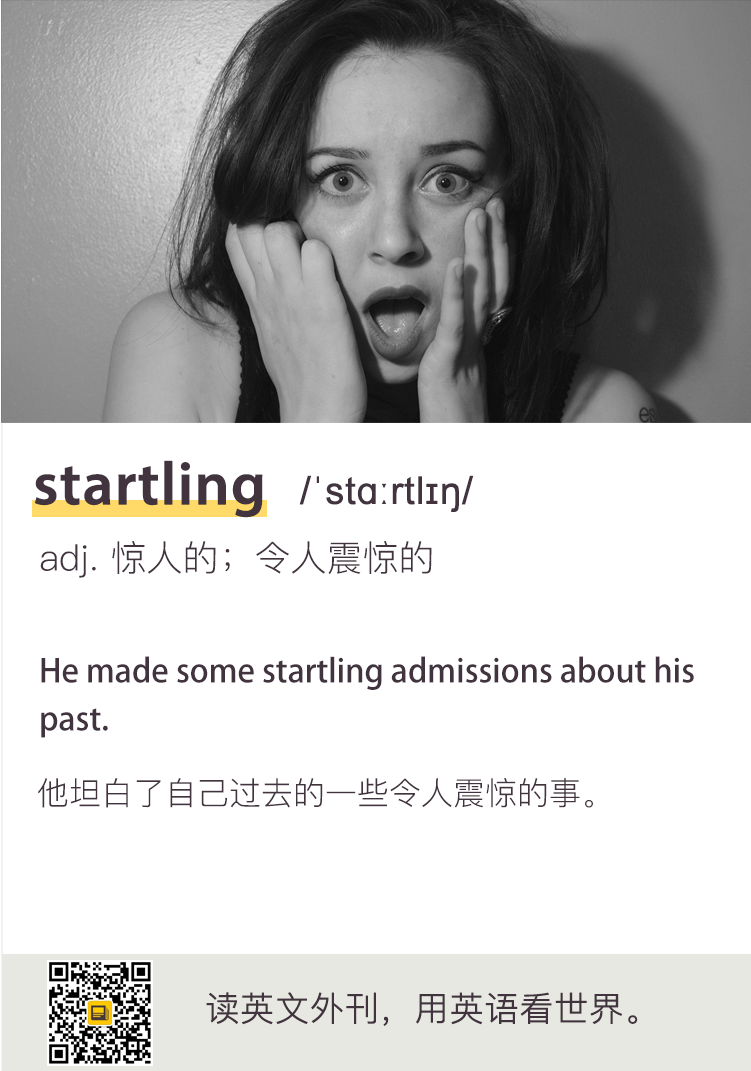 startling /ˈstɑːrtlɪŋ/
adj. 惊人的；令人震惊的
He made some startling admissions about his
past.
他坦白了自己过去的一些令人震惊的事。
读英文外刊，用英语看世界。